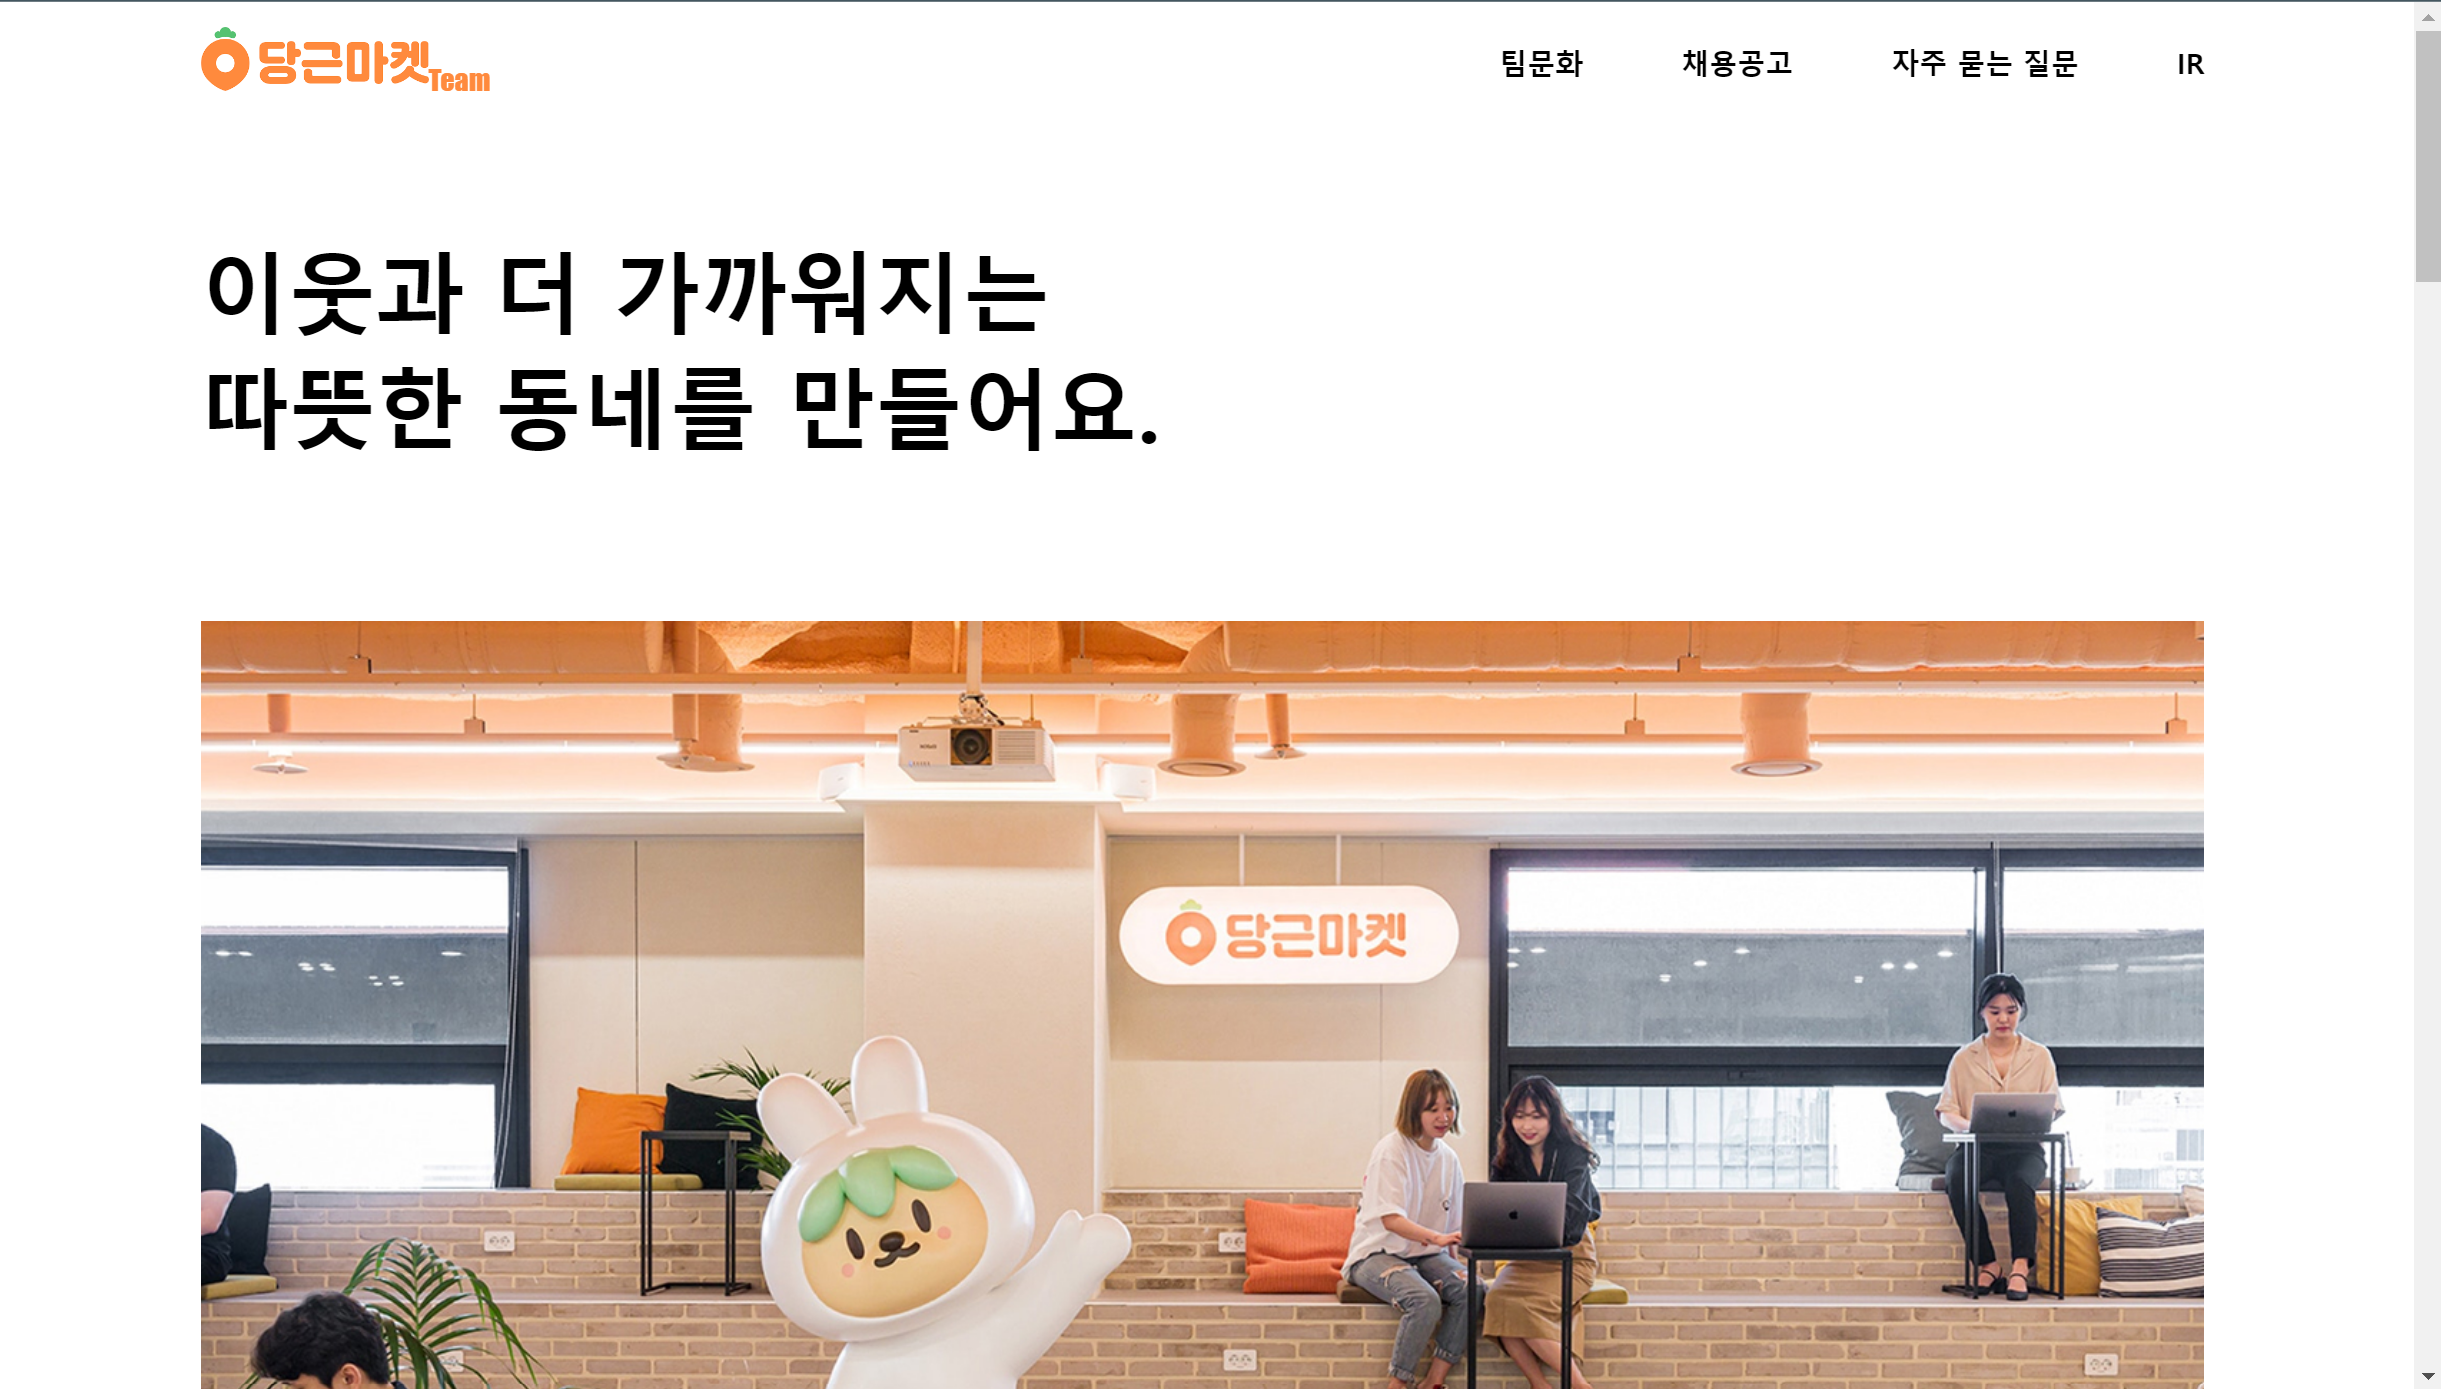 당근마켓Team
팀문화
채용공고
자주 묻는 질문
IR
이웃과 더 가까워지는
따뜻한 동네를 만들어요.
당근마켓